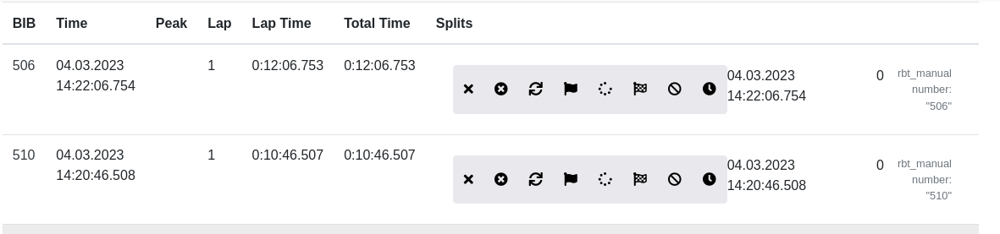 BIB Time Peak Lap Lap Time Total Time Splits
506 04.03.2023 1 0:12:06.753 0:12:06.753 04.03.2023 0 rbt_manual
14:22:06.754 14:22:06.754 number:
"506"
510 04.03.2023 1 0:10:46.507 0:10:46.507 04.03.2023 0 rbt_manual
14:20:46.508 14:20:46.508 number:
"510"